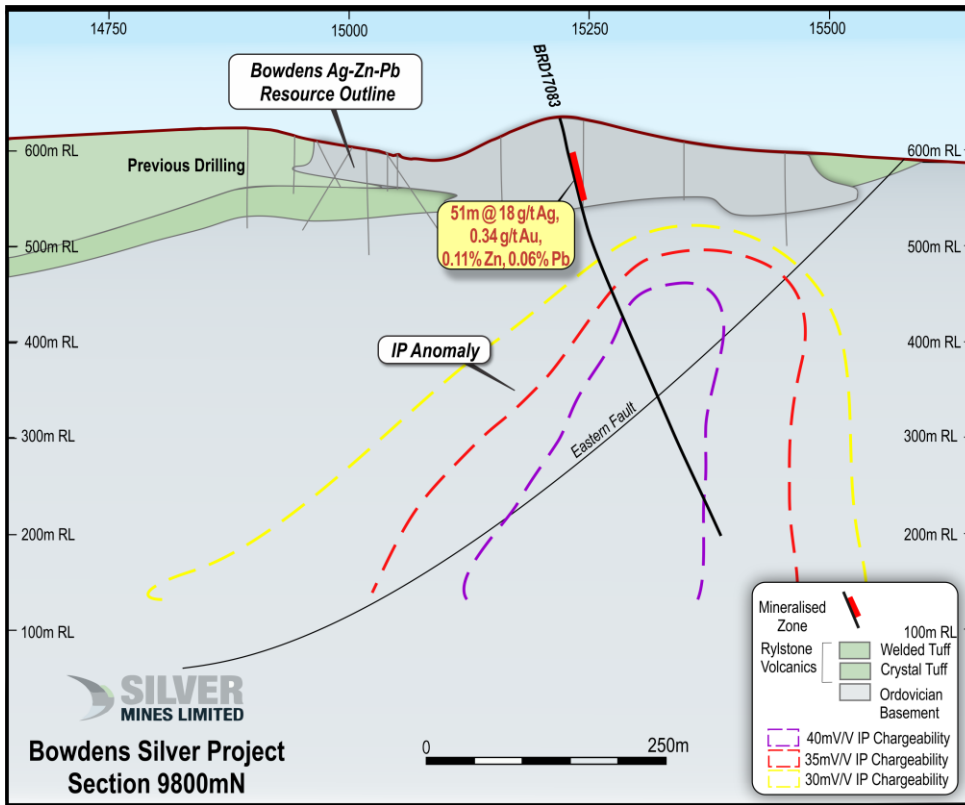 14750
15000
15250
15500
BRD17083
Bowdens Ag-Zn-Pb
Resource Outline
600m RL
Previous Drilling
600m RL
51m @ 18 g/t Ag,
0.34 g/t Au,
0.11% Zn, 0.06% Pb
500m RL
500m RL
400m RL
IP Anomaly
400m RL
300m RL
Eastern Fault
300m RL
200m RL
200m RL
100m RL
100m RL
Mineralised
Zone
Rylstone
Volcanics
Welded Tuff
Crystal Tuff
Ordovician
Basement
40mV/V IP Chargeability
35mV/V IP Chargeability
30mV/V IP Chargeability
SILVER
MINES LIMITED
Bowdens Silver Project
Section 9800mN
0
250m